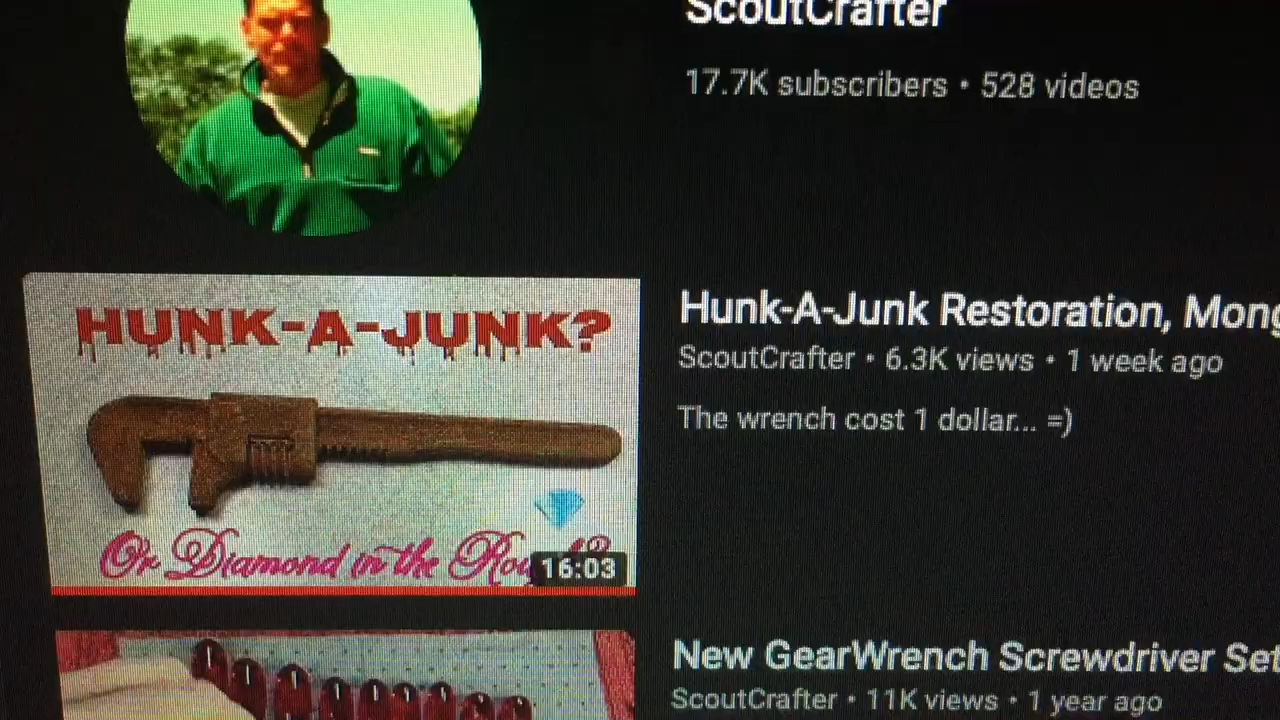 ScoutCrafter
17.7K subscribers • 528 videos
HUNK-A-JUNK?
Or Diamond in the
16:03
Hunk-A-Junk Restoration,
ScoutCrafter • 6.3K views • 1 week ago
The wrench cost 1 dollar... =)
New GearWrench Screwdriver Set
ScoutCrafter • 11K views • 1 year ago